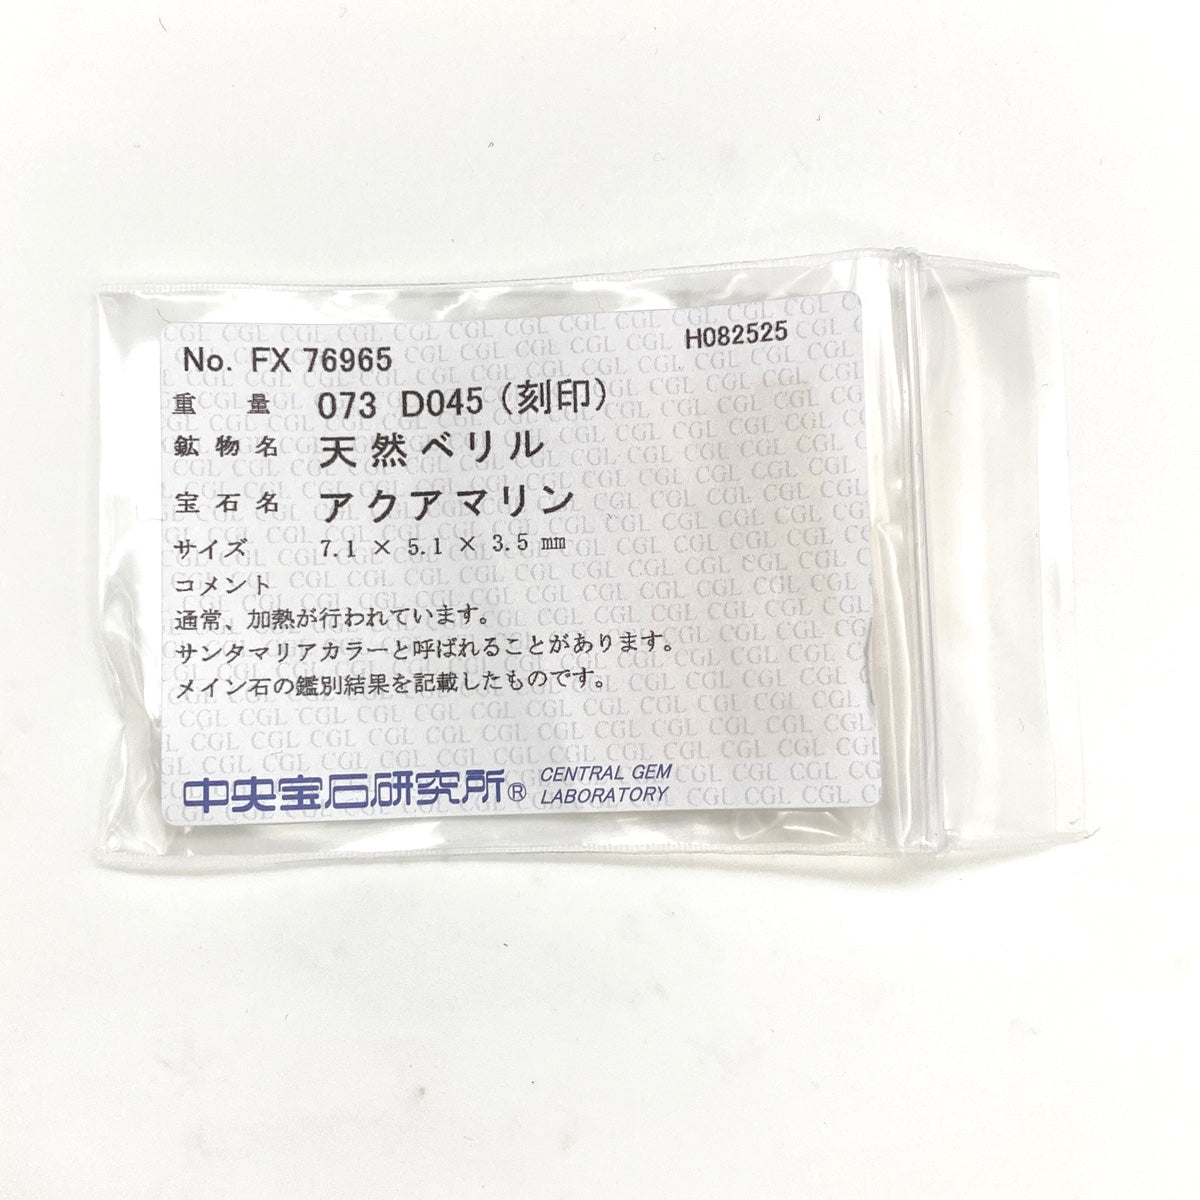 H082525
No. FX 76965
重量 073 D045 (刻印)
鉱物名 天然ベリル
宝石名 アクアマリン
サイズ 7.1 × 5.1 × 3.5 mm
コメント
通常、加熱が行われています。
サンタマリアカラーと呼ばれることがあります。
メイン石の鑑別結果を記載したものです。
中央宝石研究所® CENTRAL GEM
LABORATORY